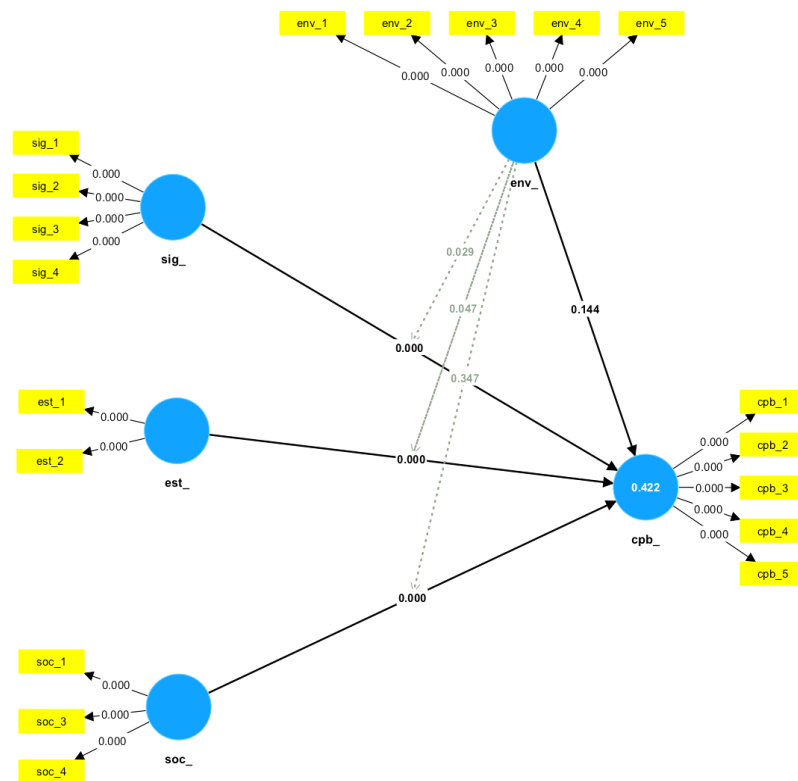 env_1
env_2
env_3
env_4
env_5
0.000
0.000
0.000
0.000
0.000
env_
sig_1
sig_2
sig_3
sig_4
0.000
0.000
0.000
0.000
sig_
0.029
0.047
0.144
0.000
0.347
est_1
est_2
0.000
0.000
est_
0.000
cpb_1
cpb_2
cpb_3
cpb_4
cpb_5
0.000
0.000
0.000
0.000
0.000
0.422
cpb_
0.000
soc_1
soc_3
soc_4
0.000
0.000
0.000
soc_